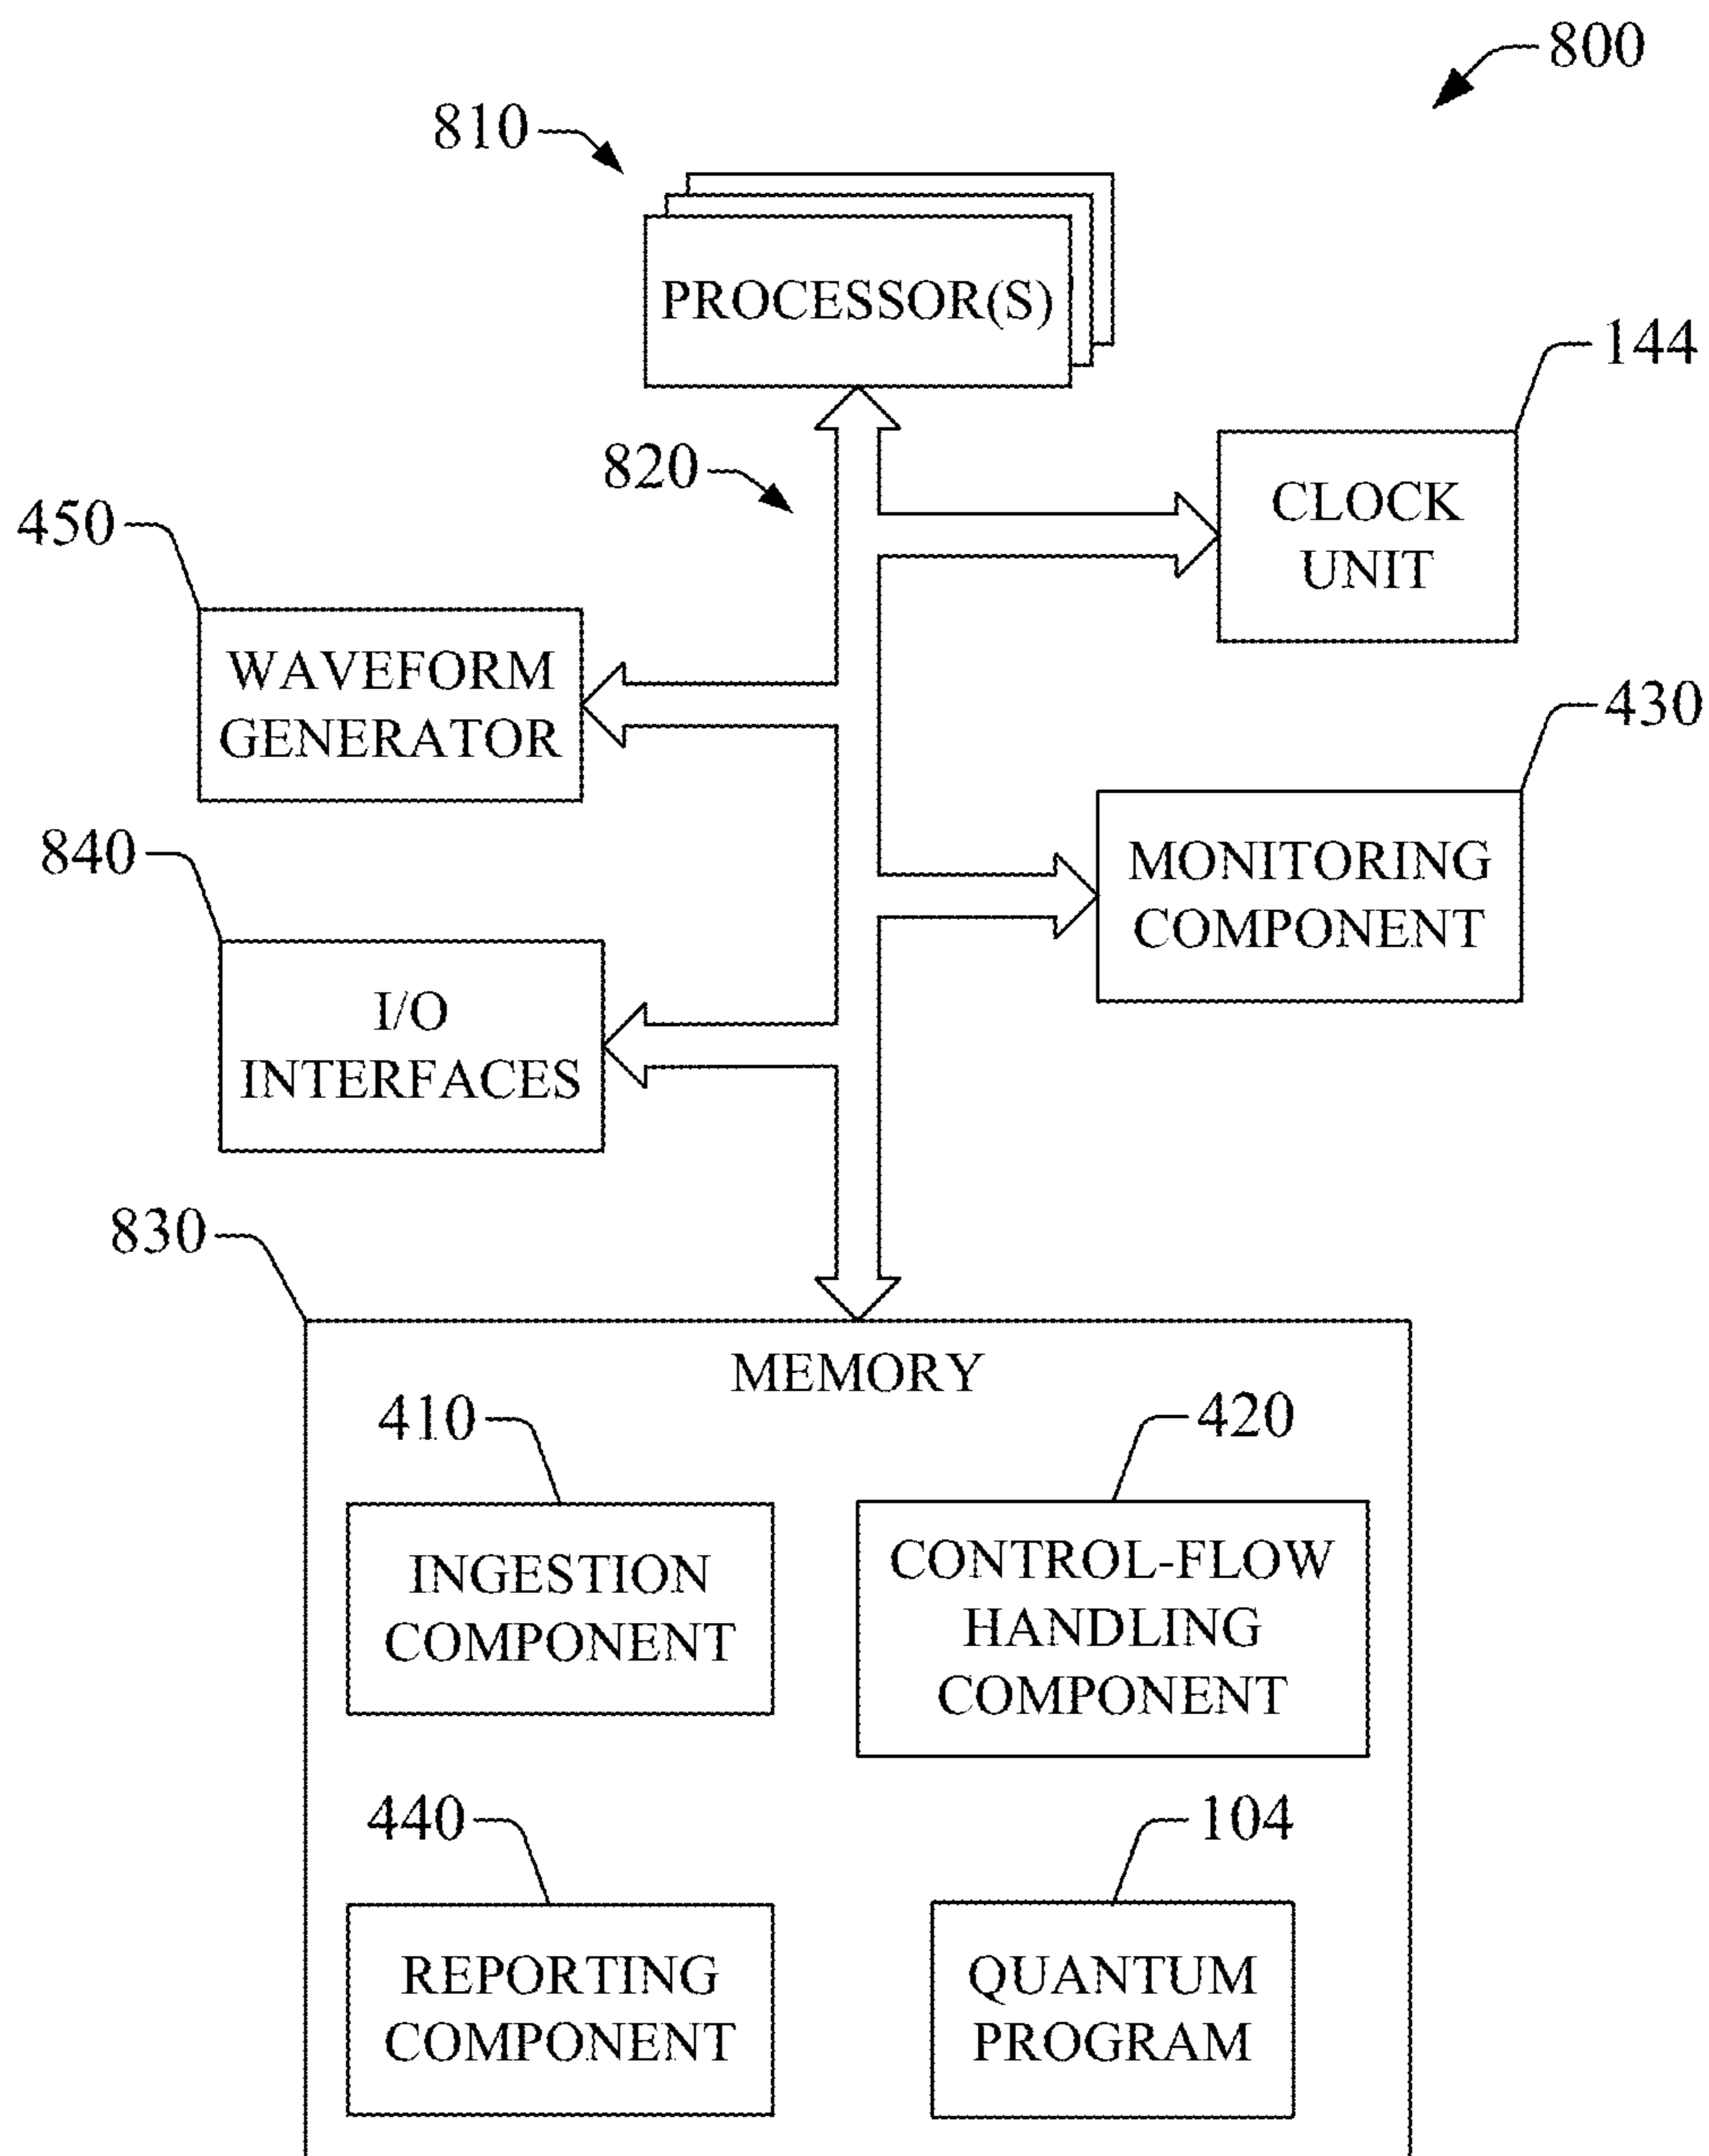 800
810
PROCESSOR(S)
144
820
CLOCK
UNIT
450
WAVEFORM
GENERATOR
430
840
MONITORING
COMPONENT
I/O
INTERFACES
830
MEMORY
410
420
INGESTION
COMPONENT
CONTROL-FLOW
HANDLING
COMPONENT
440
104
REPORTING
COMPONENT
QUANTUM
PROGRAM